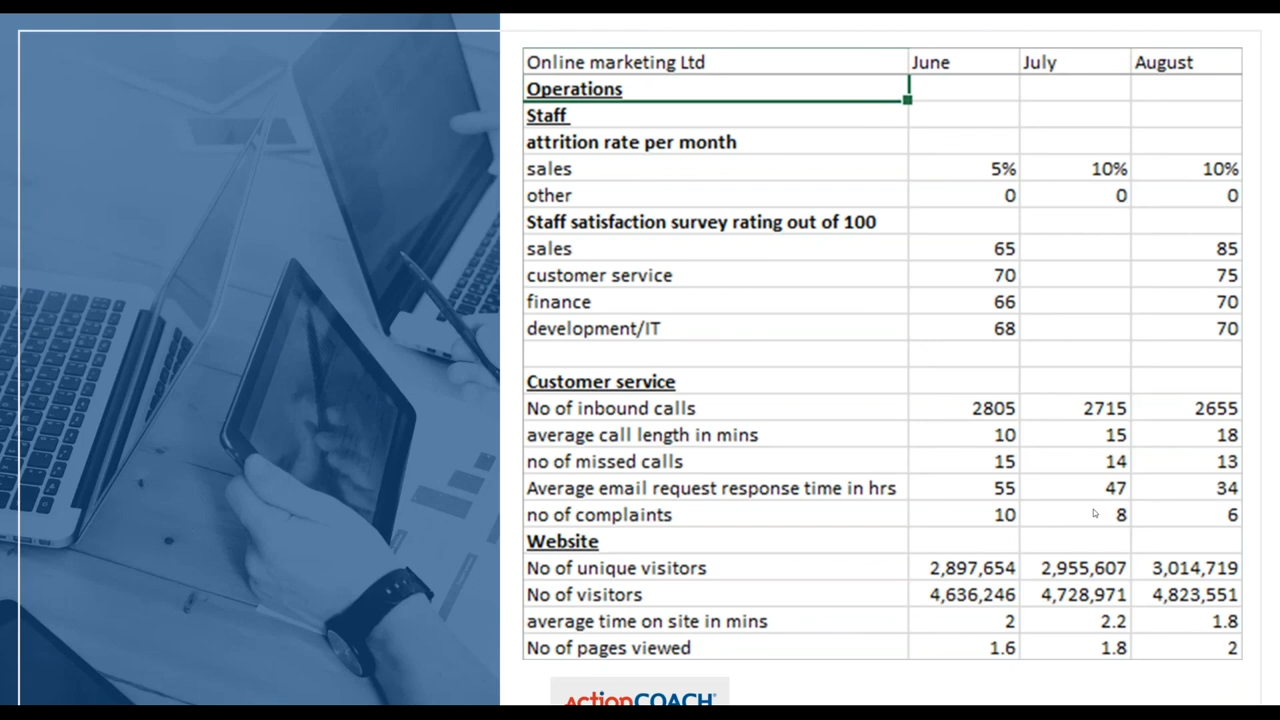 Online marketing Ltd June July August
Operations
Staff
attrition rate per month
sales 5% 10% 10%
other 0 0 0
Staff satisfaction survey rating out of 100
sales 65 85
customer service 70 75
finance 66 70
development/IT 68 70
Customer service
No of inbound calls 2805 2715 2655
average call length in mins 10 15 18
no of missed calls 15 14 13
Average email request response time in hrs 55 47 34
no of complaints 10 8 6
Website
No of unique visitors 2,897,654 2,955,607 3,014,719
No of visitors 4,636,246 4,728,971 4,823,551
average time on site in mins 2 2.2 1.8
No of pages viewed 1.6 1.8 2
ActionCOACH